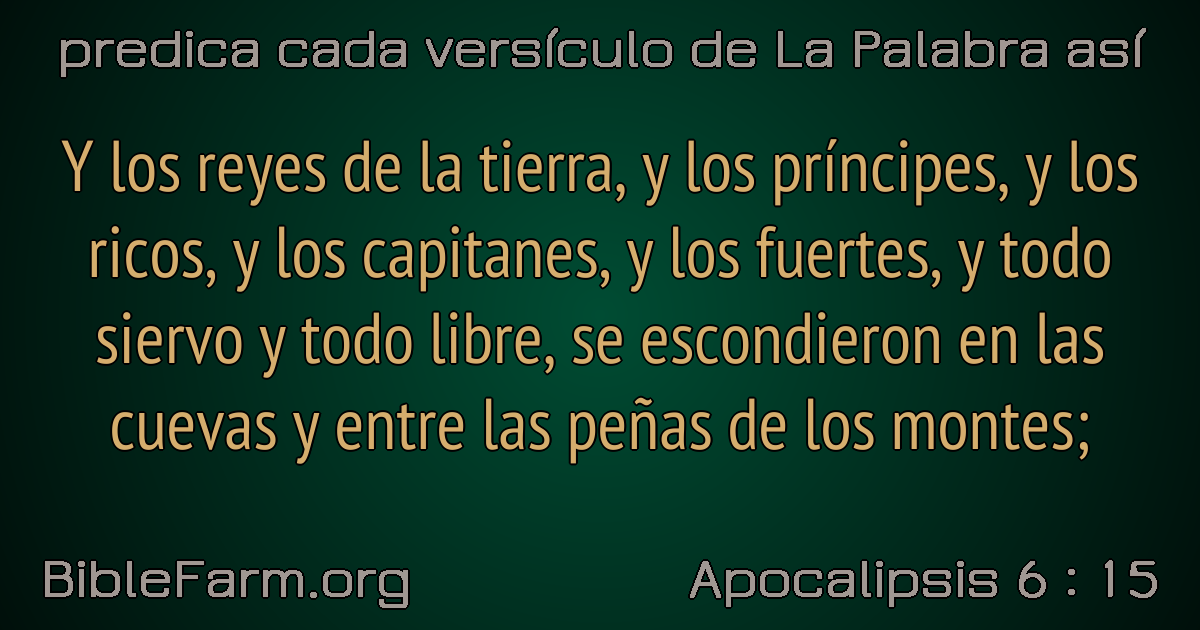 predica cada versículo de La Palabra así
Y los reyes de la tierra, y los príncipes, y los
ricos, y los capitanes, y los fuertes, y todo
siervo y todo libre, se escondieron en las
cuevas y entre las peñas de los montes;
BibleFarm.org
Apocalipsis 6 : 15